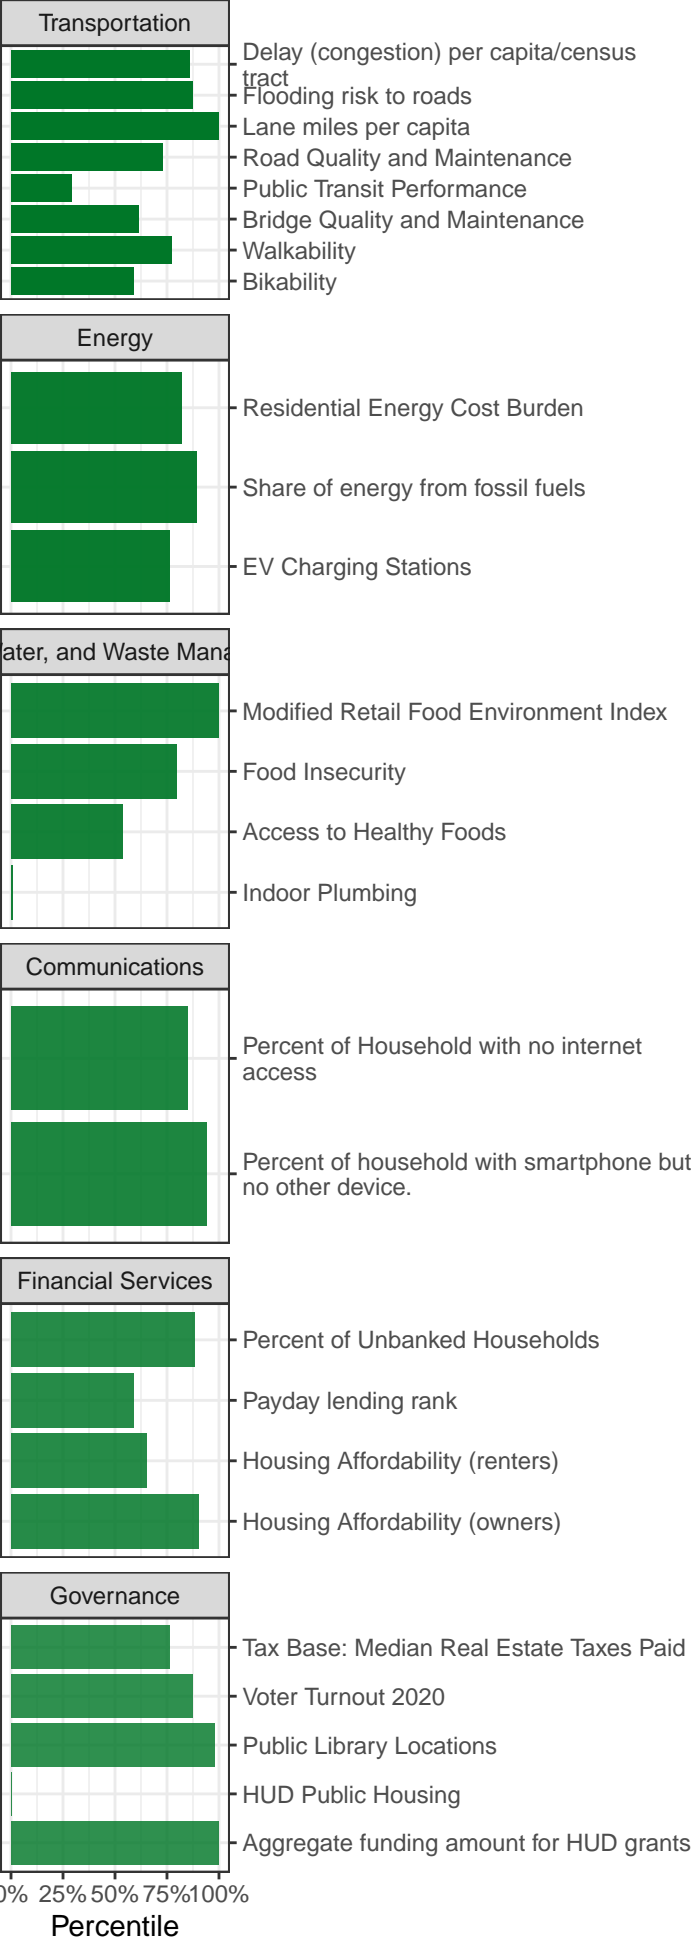 Transportation
Delay (congestion) per capita/census
tract
Flooding risk to roads
Lane miles per capita
Road Quality and Maintenance
Public Transit Performance
Bridge Quality and Maintenance
Walkability
Bikability
Energy
Residential Energy Cost Burden
Share of energy from fossil fuels
EV Charging Stations
ater, and Waste Mana
Modified Retail Food Environment Index
Food Insecurity
Access to Healthy Foods
Indoor Plumbing
Communications
Percent of Household with no internet
access
Percent of household with smartphone but
no other device.
Financial Services
Percent of Unbanked Households
Payday lending rank
Housing Affordability (renters)
Housing Affordability (owners)
Governance
Tax Base: Median Real Estate Taxes Paid
Voter Turnout 2020
Public Library Locations
HUD Public Housing
Aggregate funding amount for HUD grants
0% 25% 50% 75% 100%
Percentile